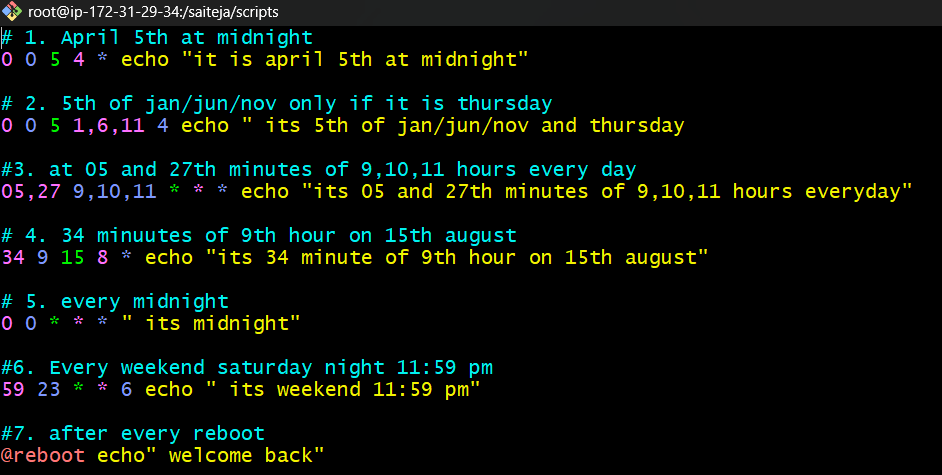 root@ip-172-31-29-34:/saiteja/scripts
# 1. April 5th at midnight
0 0 5 4 * echo "it is april 5th at midnight"
# 2. 5th of jan/jun/nov only if it is thursday
0 0 5 1,6,11 4 echo " its 5th of jan/jun/nov and thursday
#3. at 05 and 27th minutes of 9,10,11 hours every day
05,27 9,10,11 * * * echo "its 05 and 27th minutes of 9,10,11 hours everyday"
# 4. 34 minuutes of 9th hour on 15th august
34 9 15 8 * echo "its 34 minute of 9th hour on 15th august"
# 5. every midnight
0 0 * * * " its midnight"
#6. Every weekend saturday night 11:59 pm
59 23 * * 6 echo " its weekend 11:59 pm"
#7. after every reboot
@reboot echo" welcome back"